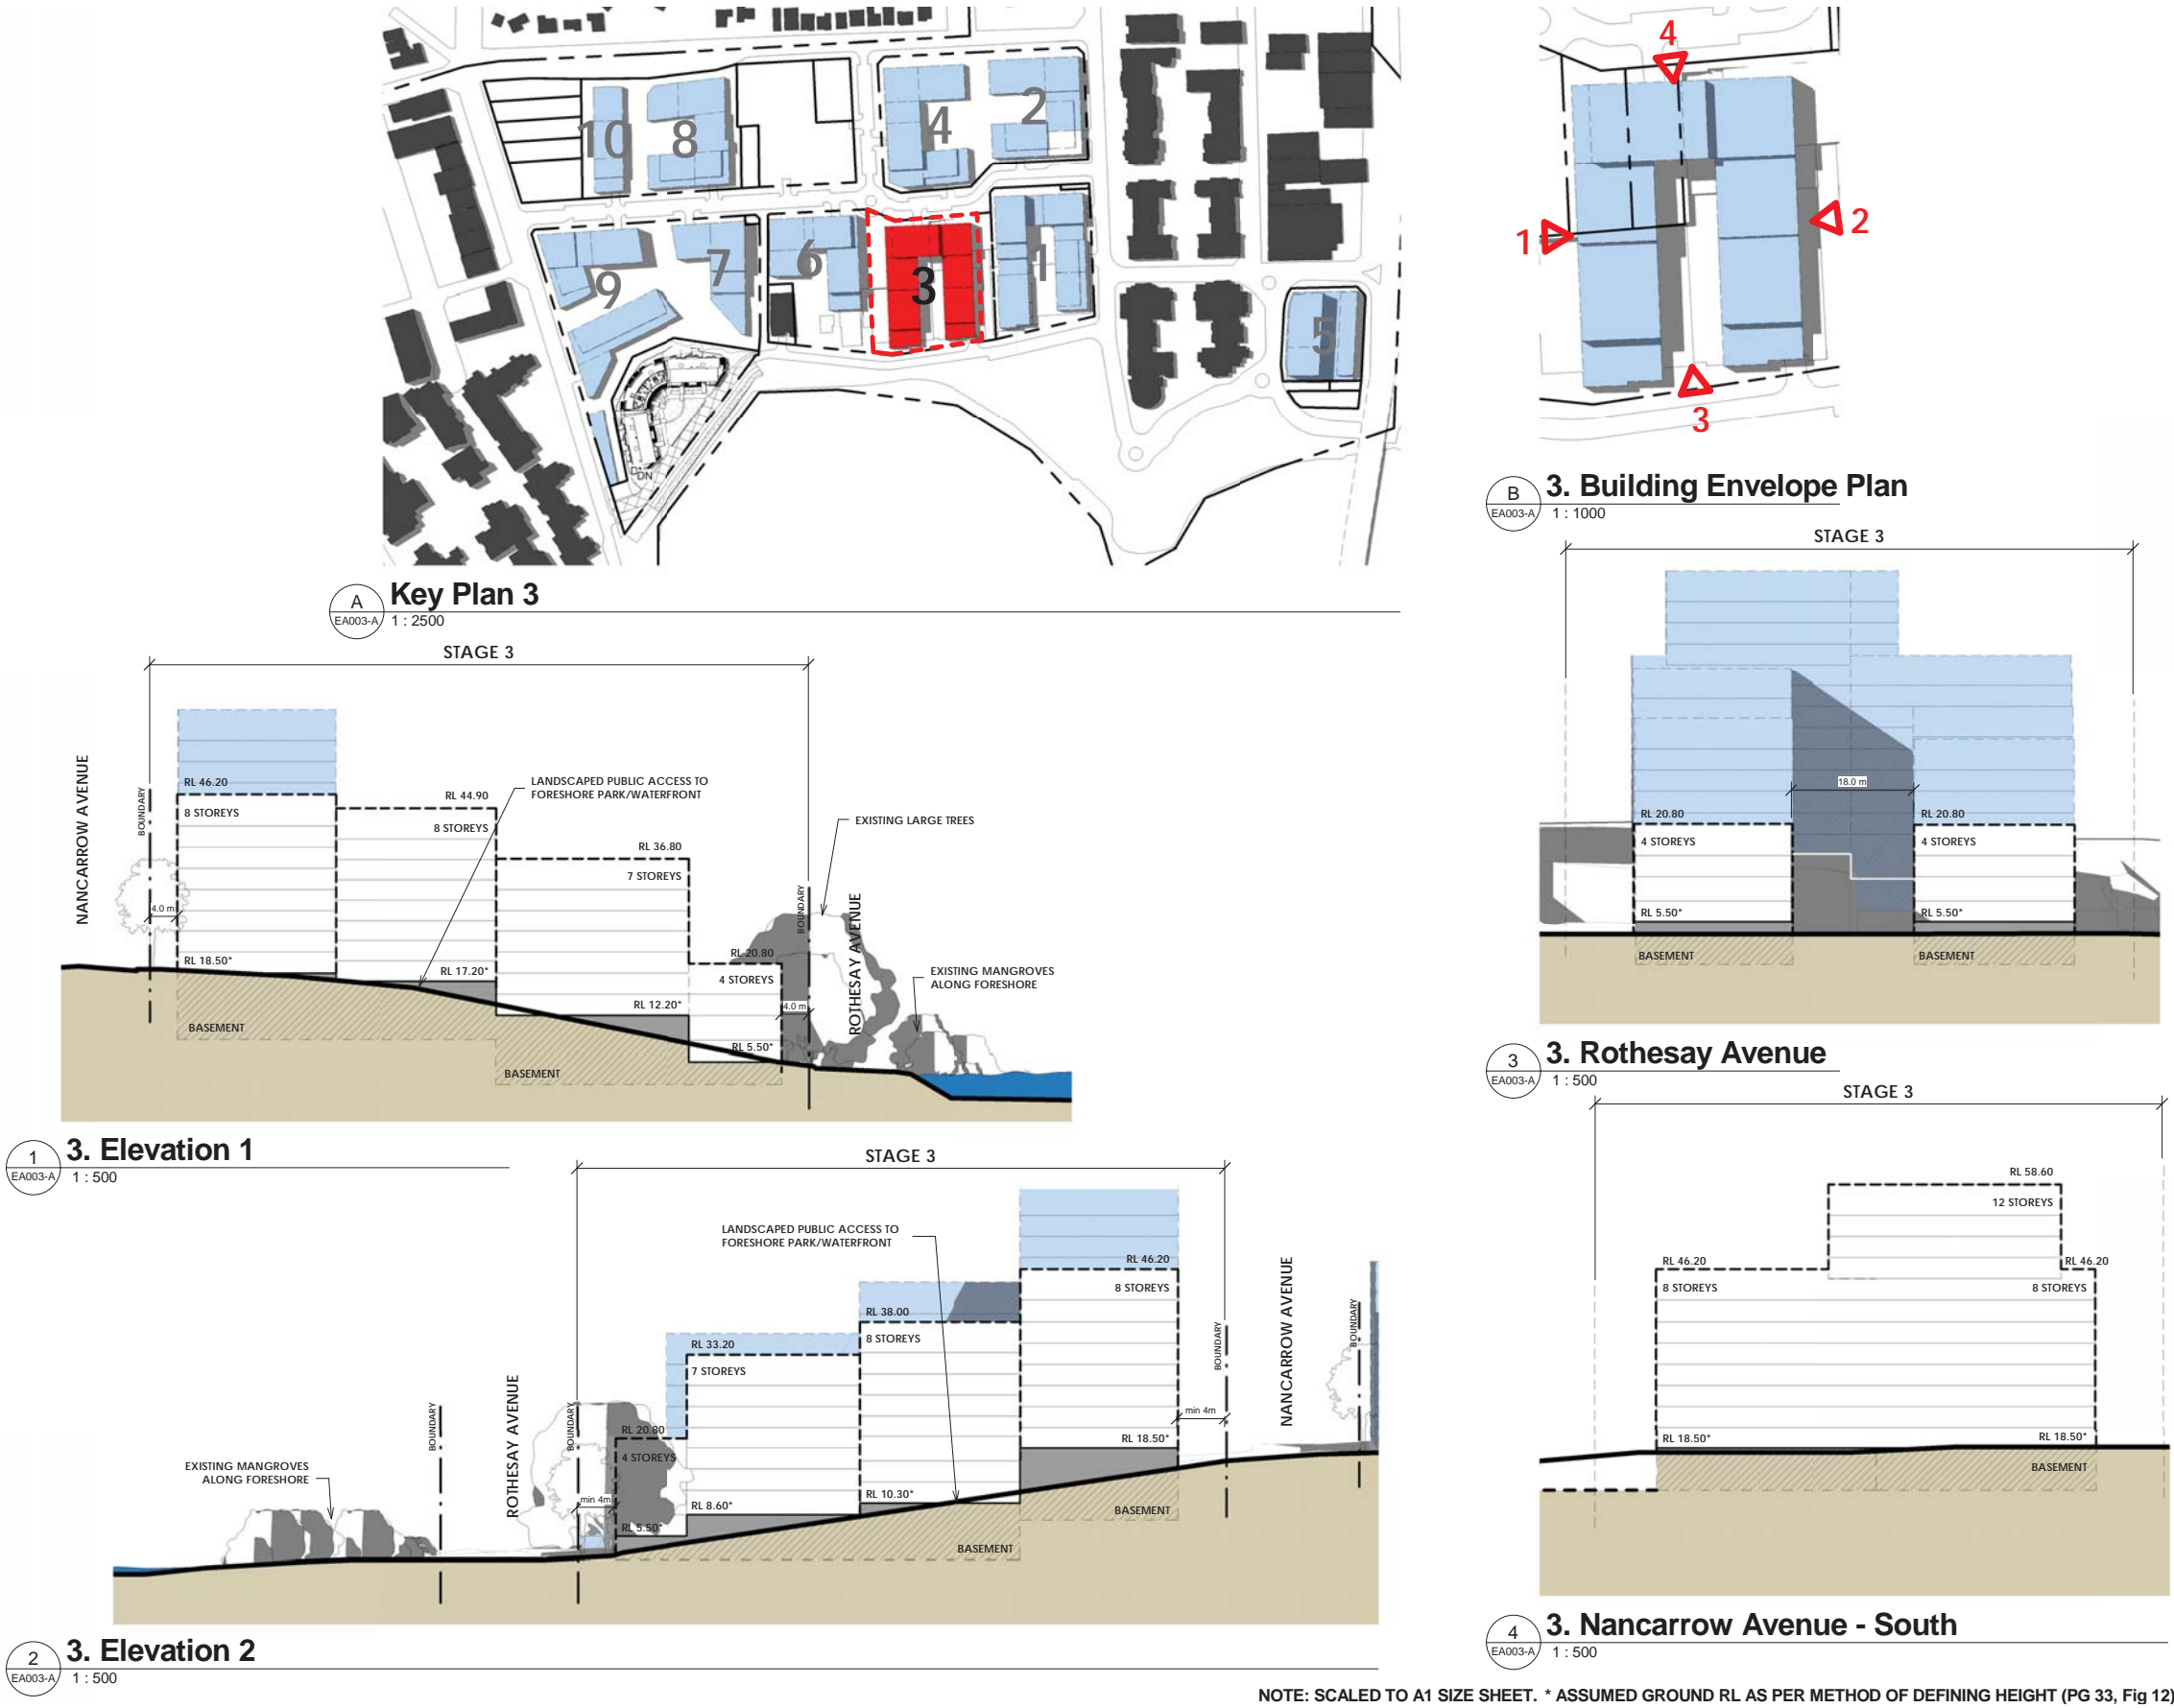 10
8
4
2
9
7
6
3
1
5
DN
A
EA003-A
Key Plan 3
1 : 2500
4
1
2
3
B
EA003-A
3. Building Envelope Plan
1 : 1000
STAGE 3
NANCARROW AVENUE
BOUNDARY
4.0 m
RL 46.20
8 STOREYS
RL 44.90
8 STOREYS
LANDSCAPED PUBLIC ACCESS TO
FORESHORE PARK/WATERFRONT
RL 36.80
7 STOREYS
EXISTING LARGE TREES
BOUNDARY
ROTHESAY AVENUE
RL 20.80
4 STOREYS
4.0 m
EXISTING MANGROVES
ALONG FORESHORE
RL 18.50*
RL 17.20*
RL 12.20*
RL 5.50*
BASEMENT
BASEMENT
1
EA003-A
3. Elevation 1
1 : 500
STAGE 3
18.0 m
RL 20.80
4 STOREYS
RL 20.80
4 STOREYS
RL 5.50*
RL 5.50*
BASEMENT
BASEMENT
3
EA003-A
3. Rothesay Avenue
1 : 500
STAGE 3
LANDSCAPED PUBLIC ACCESS TO
FORESHORE PARK/WATERFRONT
RL 46.20
8 STOREYS
RL 38.00
8 STOREYS
RL 33.20
7 STOREYS
RL 20.80
4 STOREYS
NANCARROW AVENUE
BOUNDARY
BOUNDARY
min 4m
RL 18.50*
ROTHESAY AVENUE
BOUNDARY
BOUNDARY
EXISTING MANGROVES
ALONG FORESHORE
min 4m
RL 5.50*
RL 8.60*
RL 10.30*
BASEMENT
BASEMENT
2
EA003-A
3. Elevation 2
1 : 500
STAGE 3
RL 58.60
12 STOREYS
RL 46.20
8 STOREYS
RL 46.20
8 STOREYS
RL 18.50*
RL 18.50*
BASEMENT
4
EA003-A
3. Nancarrow Avenue - South
1 : 500
NOTE: SCALED TO A1 SIZE SHEET. * ASSUMED GROUND RL AS PER METHOD OF DEFINING HEIGHT (PG 33, Fig 12)